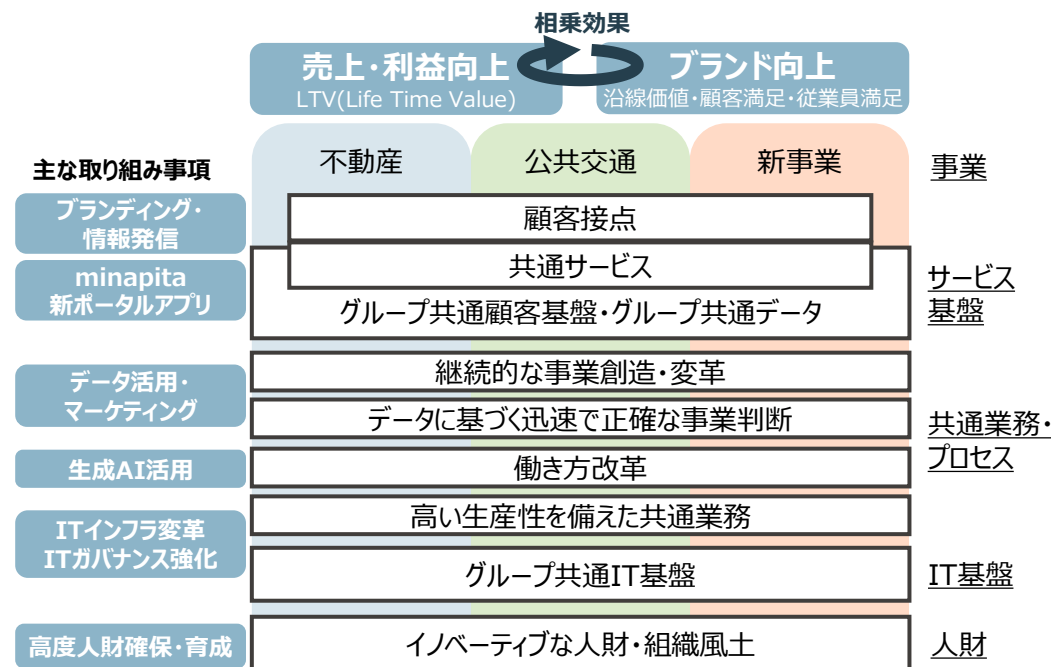 相乗効果
売上・利益向上
LTV(Life Time Value)
ブランド向上
沿線価値・顧客満足・従業員満足
主な取り組み事項
不動産
公共交通
新事業
事業
ブランディング・
情報発信
顧客接点
minapita
新ポータルアプリ
共通サービス
グループ共通顧客基盤・グループ共通データ
サービス
基盤
データ活用・
マーケティング
継続的な事業創造・変革
データに基づく迅速で正確な事業判断
共通業務・
プロセス
生成AI活用
働き方改革
ITインフラ変革
ITガバナンス強化
高い生産性を備えた共通業務
グループ共通IT基盤
IT基盤
高度人財確保・育成
イノベーティブな人財・組織風土
人財